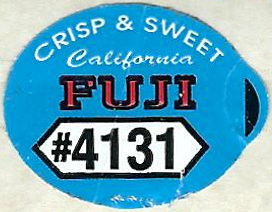 CRISP & SWEET
California
FUJI
#4131